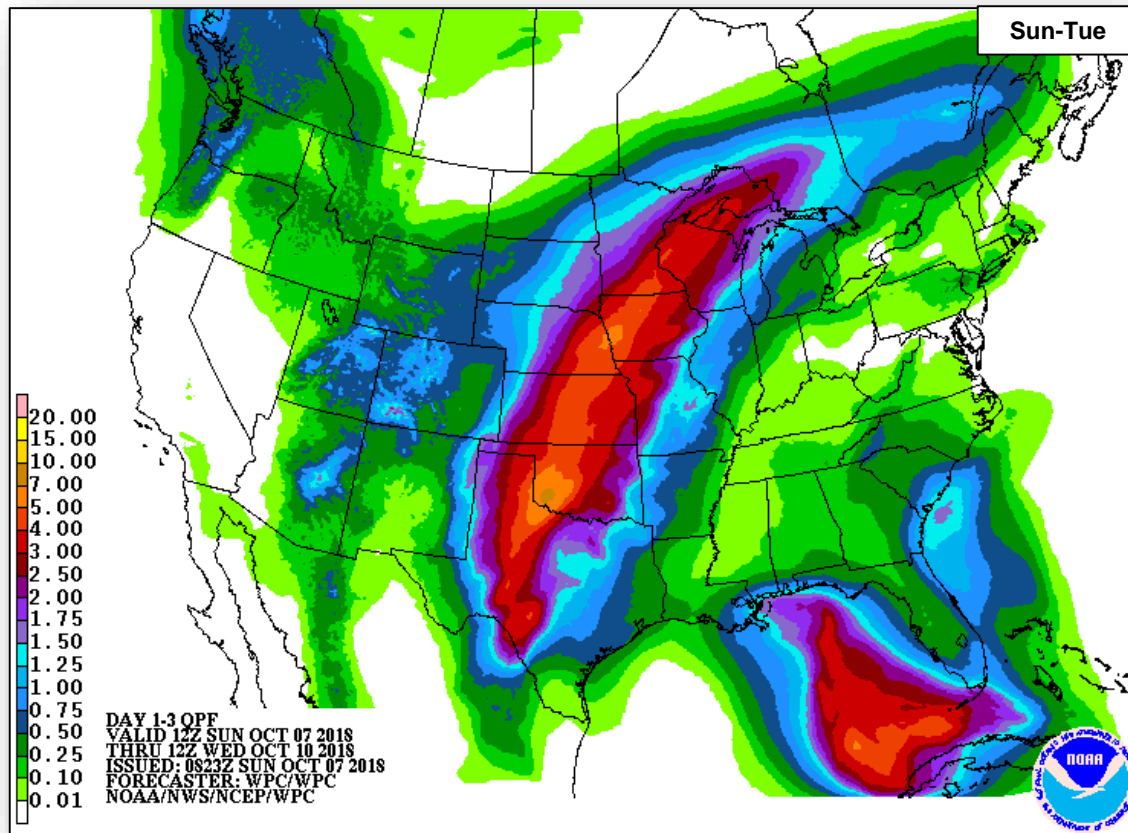 Sun-Tue
20.00
15.00
10.00
7.00
5.00
4.00
3.00
2.50
2.00
1.75
1.50
1.25
1.00
0.75
0.50
0.25
0.10
0.01
DAY 1-3 QPF
VALID 12Z SUN OCT 07 2018
THRU 12Z WED OCT 10 2018
ISSUED: 0823Z SUN OCT 07 2018
FORECASTER: WPC/WPC
NOAA/NWS/NCEP/WPC
NOAA